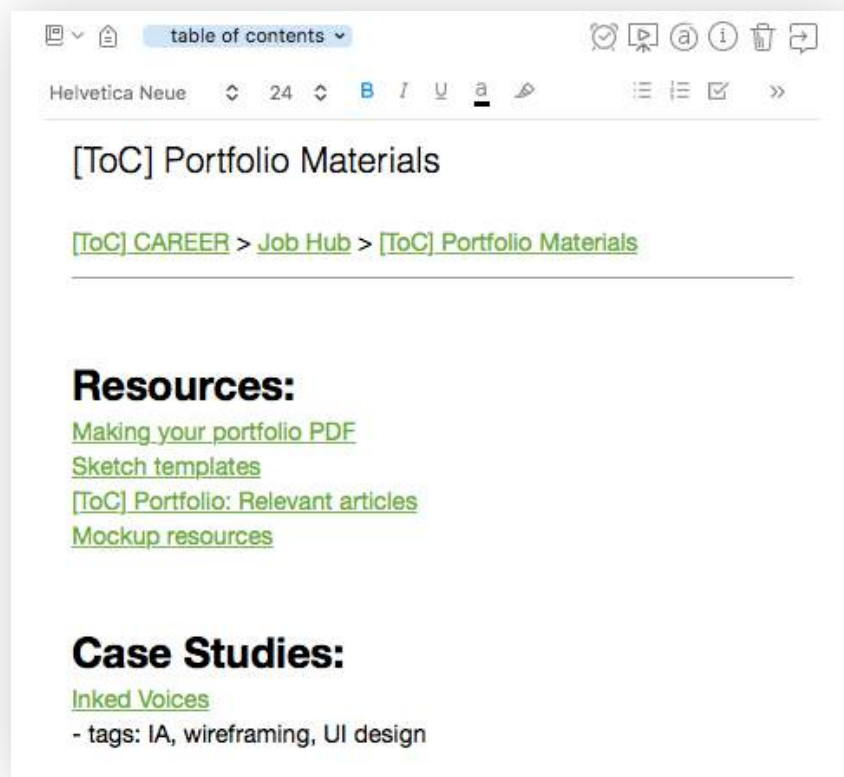 table of contents
Helvetica Neue 24 B I U a
[ToC] Portfolio Materials
[ToC] CAREER > Job Hub > [ToC] Portfolio Materials
Resources:
Making your portfolio PDF
Sketch templates
[ToC] Portfolio: Relevant articles
Mockup resources
Case Studies:
Inked Voices
- tags: IA, wireframing, UI design